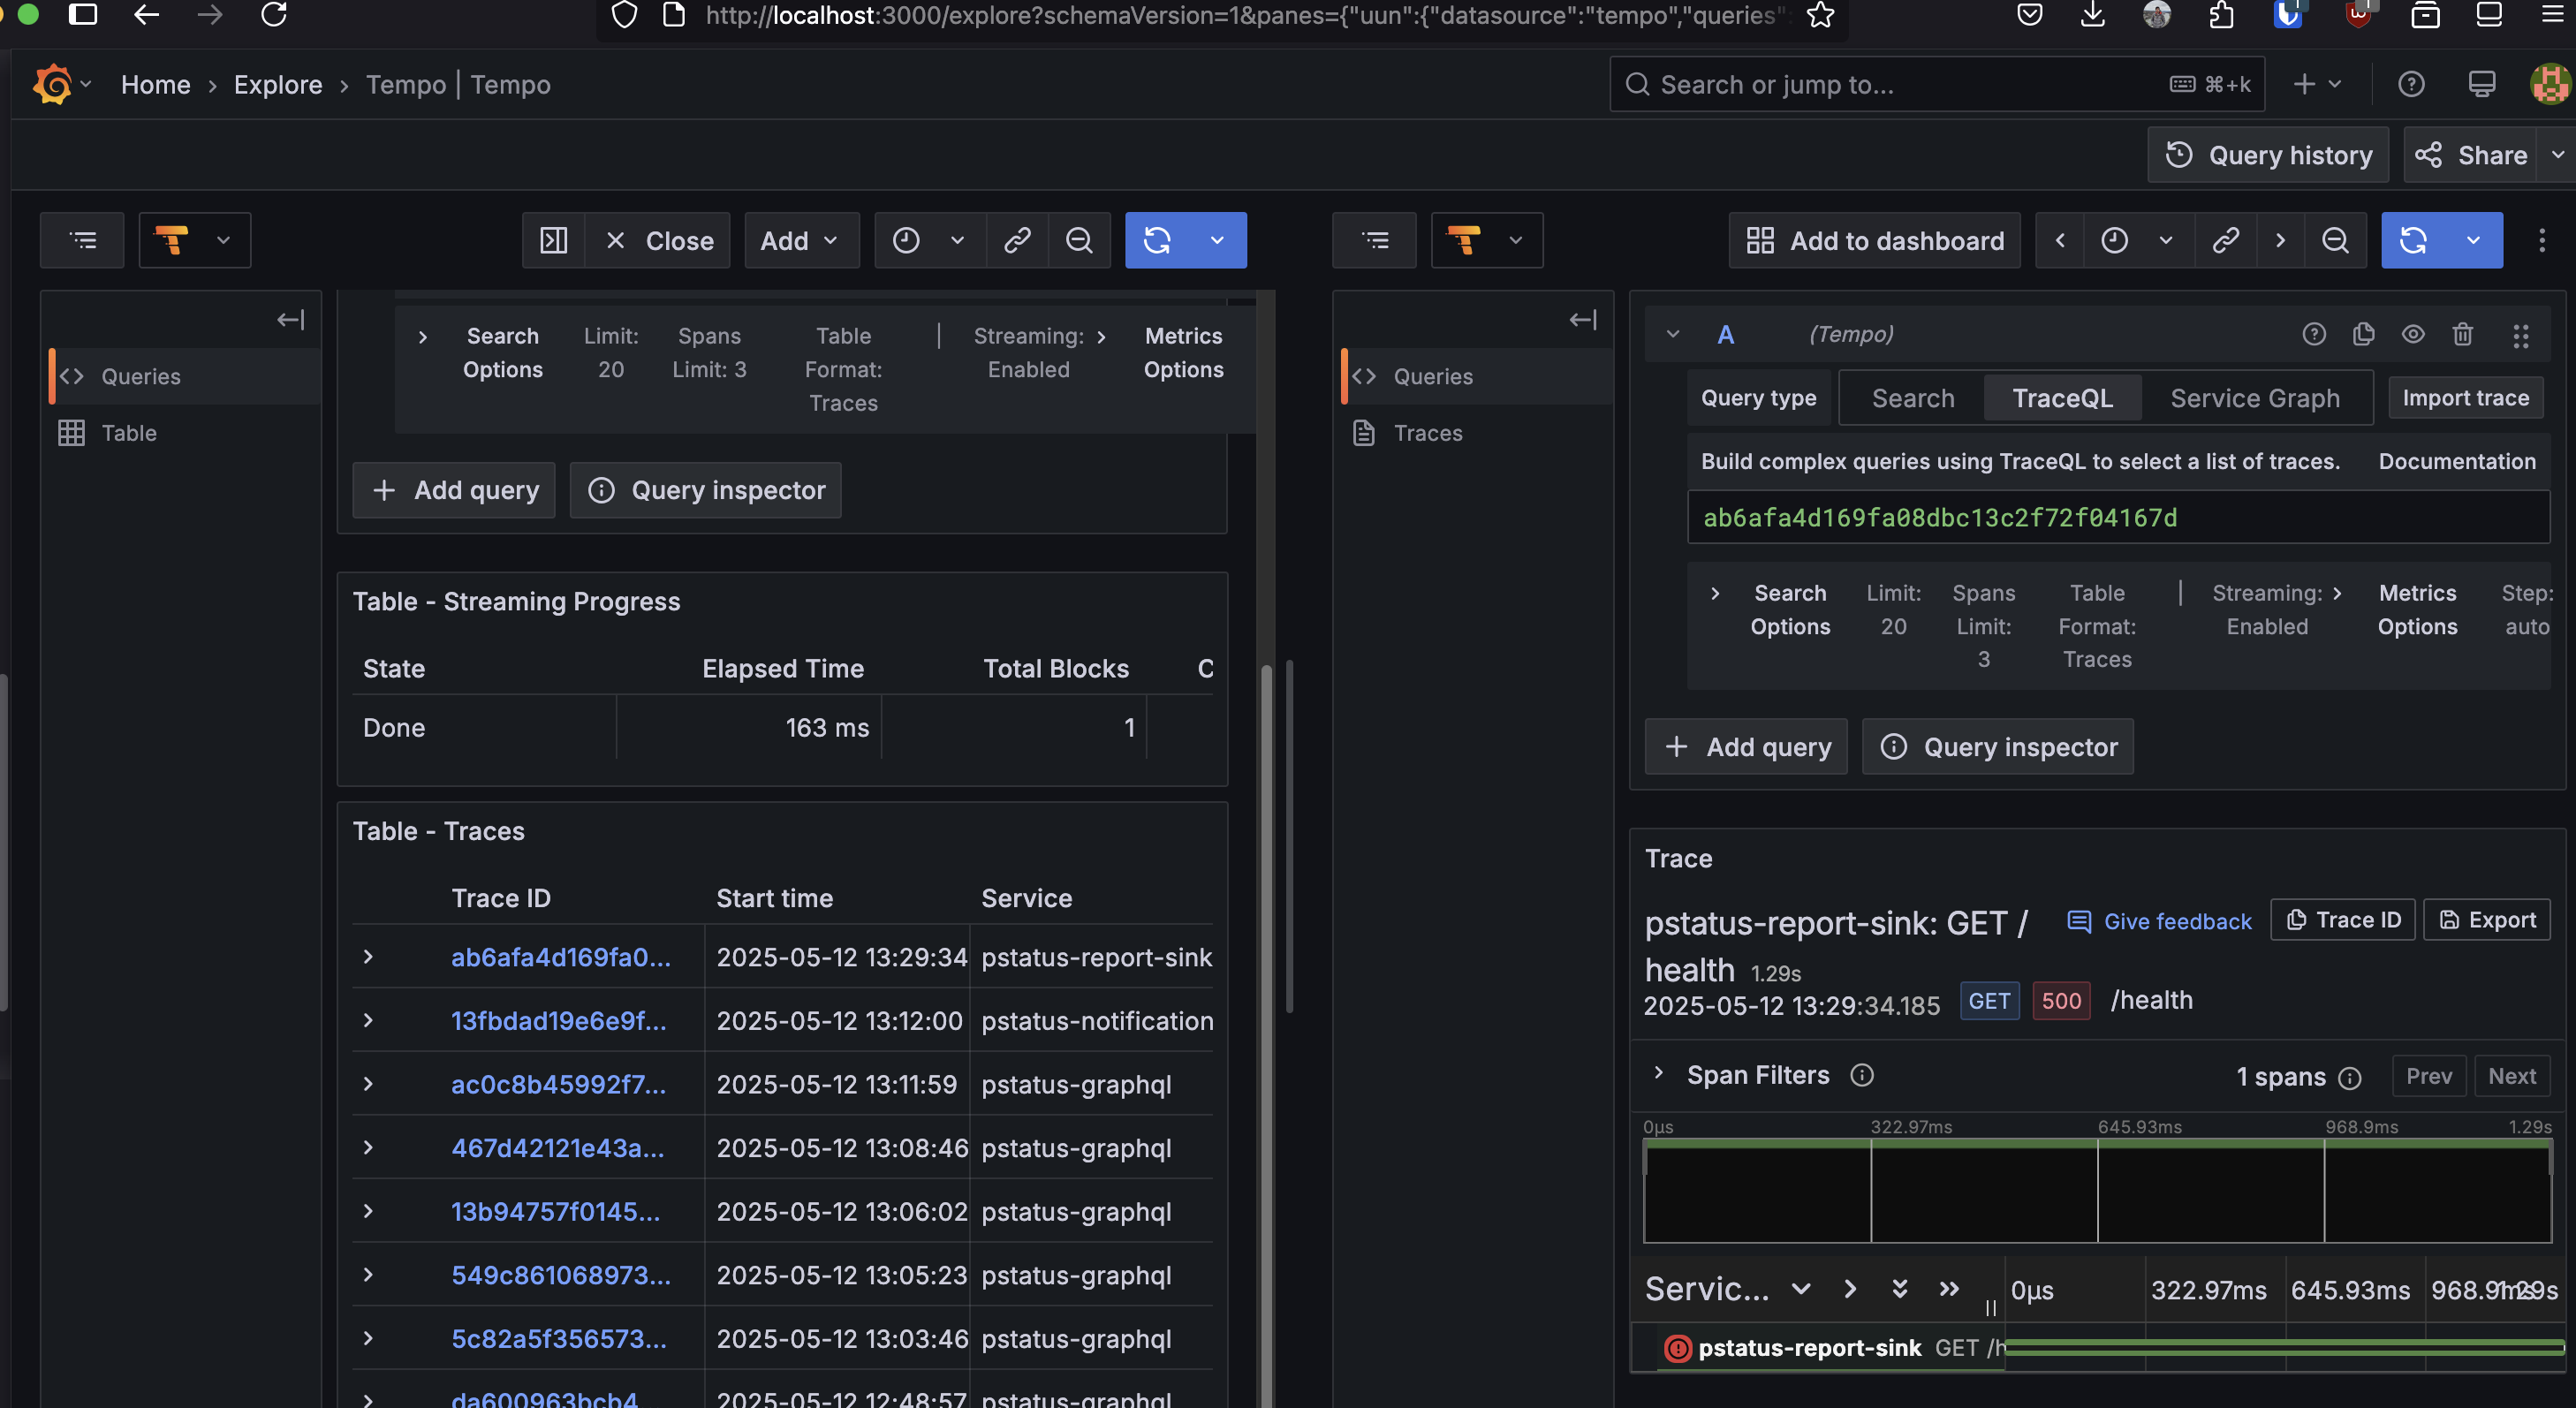 http://localhost:3000/explore?schemaVersion=1&panes={"uun":{"datasource":"tempo","queries":
Home › Explore › Tempo | Tempo
Search or jump to...
⌘+k
Query history
Share
Close
Add
Add to dashboard
Queries
Table
Search Options
Limit: 20
Spans Limit: 3
Table Format: Traces
|
Streaming: Enabled
Metrics Options
+ Add query
Query inspector
Table - Streaming Progress
State Elapsed Time Total Blocks C
Done 163 ms 1
Table - Traces
Trace ID Start time Service
ab6afa4d169fa0... 2025-05-12 13:29:34 pstatus-report-sink
13fbdad19e6e9f... 2025-05-12 13:12:00 pstatus-notification
ac0c8b45992f7... 2025-05-12 13:11:59 pstatus-graphql
467d42121e43a... 2025-05-12 13:08:46 pstatus-graphql
13b94757f0145... 2025-05-12 13:06:02 pstatus-graphql
549c861068973... 2025-05-12 13:05:23 pstatus-graphql
5c82a5f356573... 2025-05-12 13:03:46 pstatus-graphql
da600963bcb4 2025-05-12 12:48:57 pstatus-graphql
Queries
Traces
A (Tempo)
Query type Search TraceQL Service Graph Import trace
Build complex queries using TraceQL to select a list of traces. Documentation
ab6afa4d169fa08dbc13c2f72f04167d
Search Options
Limit: 20
Spans Limit: 3
Table Format: Traces
|
Streaming: Enabled
Metrics Options
Step: auto
+ Add query
Query inspector
Trace
pstatus-report-sink: GET /
health 1.29s
Give feedback
Trace ID
Export
2025-05-12 13:29:34.185 GET 500 /health
Span Filters
1 spans
Prev Next
0μs 322.97ms 645.93ms 968.9ms 1.29s
Servic... 0μs 322.97ms 645.93ms 968.9ms 1.29s
pstatus-report-sink GET /h